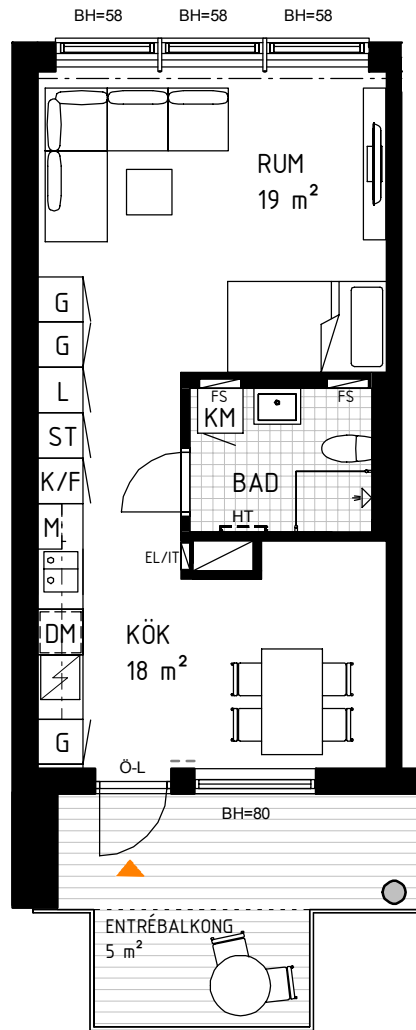 BH=58 BH=58 BH=58
RUM
19 m²
G
G
L
ST
K/F
M
DM
G
FS FS
KM
BAD
HT
EL/IT
KÖK
18 m²
Ö-L
BH=80
ENTRÉBALKONG
5 m²